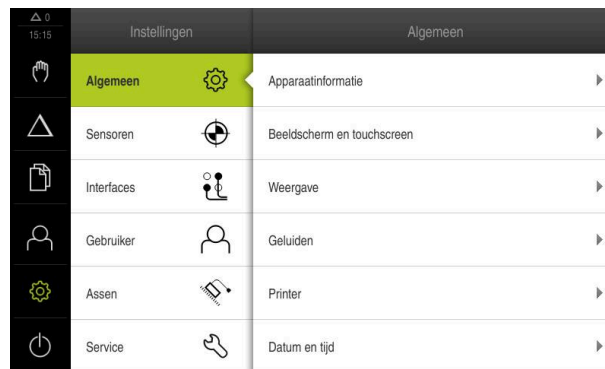 0
15:15
Instellingen
Algemeen
Algemeen
Apparaatinformatie
Sensoren
Beeldscherm en touchscreen
Interfaces
Weergave
Gebruiker
Geluiden
Assen
Printer
Service
Datum en tijd